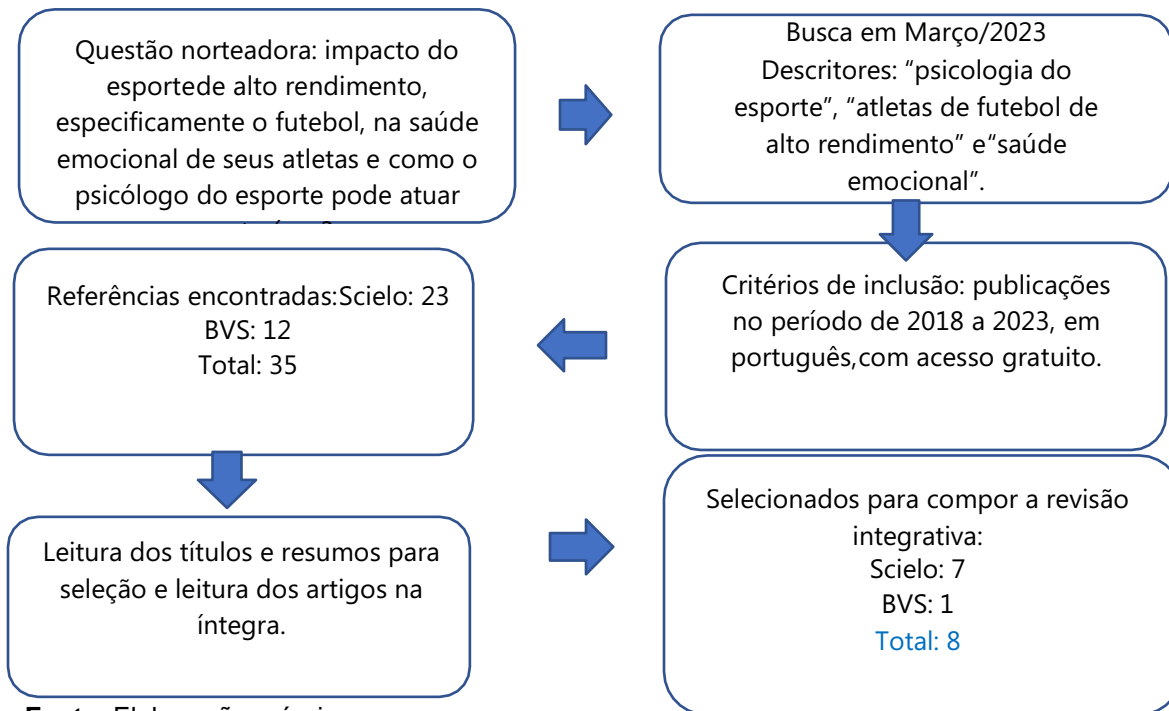 Questão norteadora: impacto do
esportede alto rendimento,
especificamente o futebol, na saúde
emocional de seus atletas e como o
psicólogo do esporte pode atuar
Busca em Março/2023
Descritores: “psicologia do
esporte”, “atletas de futebol de
alto rendimento” e“saúde
emocional”.
Critérios de inclusão: publicações
no período de 2018 a 2023, em
português,com acesso gratuito.
Referências encontradas:Scielo: 23
BVS: 12
Total: 35
Leitura dos títulos e resumos para
seleção e leitura dos artigos na
íntegra.
Selecionados para compor a revisão
integrativa:
Scielo: 7
BVS: 1
Total: 8